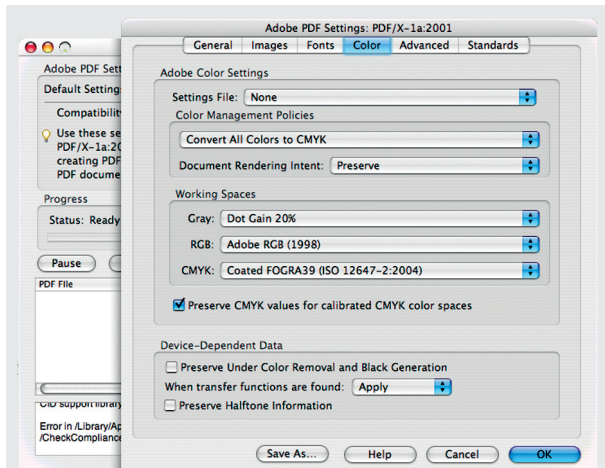 Adobe PDF Settings: PDF/X-1a:2001
General Images Fonts Color Advanced Standards
Adobe Color Settings
Settings File: None
Color Management Policies
Convert All Colors to CMYK
Document Rendering Intent: Preserve
Working Spaces
Gray: Dot Gain 20%
RGB: Adobe RGB (1998)
CMYK: Coated FOGRA39 (ISO 12647-2:2004)
Preserve CMYK values for calibrated CMYK color spaces
Device-Dependent Data
Preserve Under Color Removal and Black Generation
When transfer functions are found: Apply
Preserve Halftone Information
Save As... Help Cancel OK
Adobe PDF Sett
Default Setting
Compatibilit
Use these se
PDF/X-1a:20
creating PDF
PDF docume
Progress
Status: Ready
Pause
PDF File
CID support library
Error in /Library/Ap
/CheckCompliance